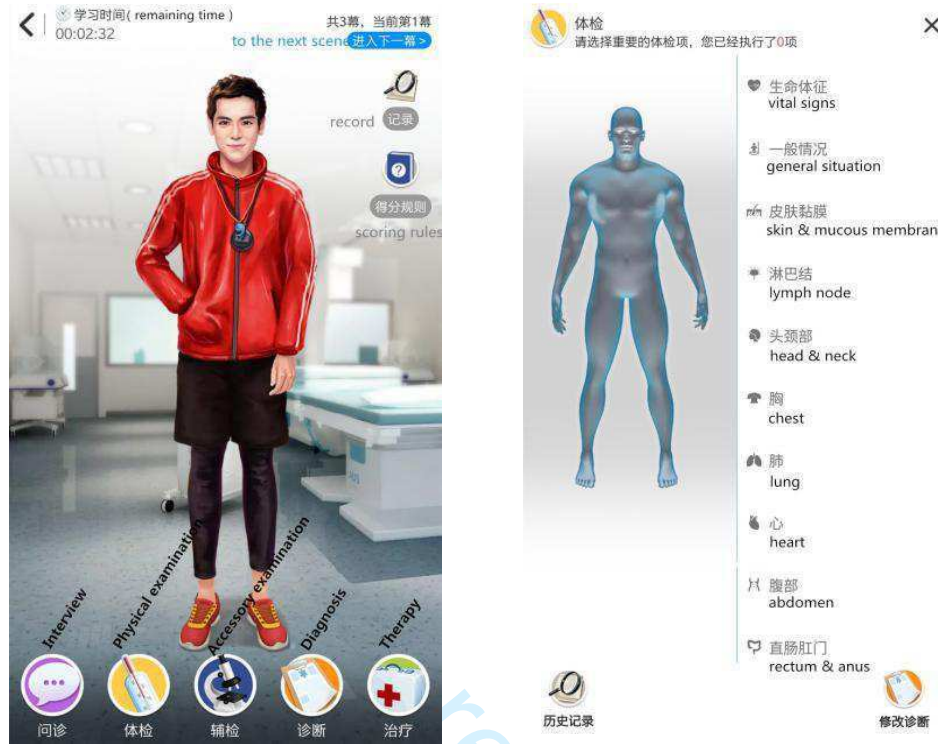 学习时间( remaining time )
00:02:32
共3幕，当前第1幕
to the next scene 进入下一幕 >
record 记录
得分规则
scoring rules
Interview
Physical examination
Accessory examination
Diagnosis
Therapy
问诊
体检
辅检
诊断
治疗
体检
请选择重要的体检项，您已经执行了0项
生命体征
vital signs
一般情况
general situation
皮肤黏膜
skin & mucous membran
淋巴结
lymph node
头颈部
head & neck
胸
chest
肺
lung
心
heart
腹部
abdomen
直肠肛门
rectum & anus
历史记录
修改诊断